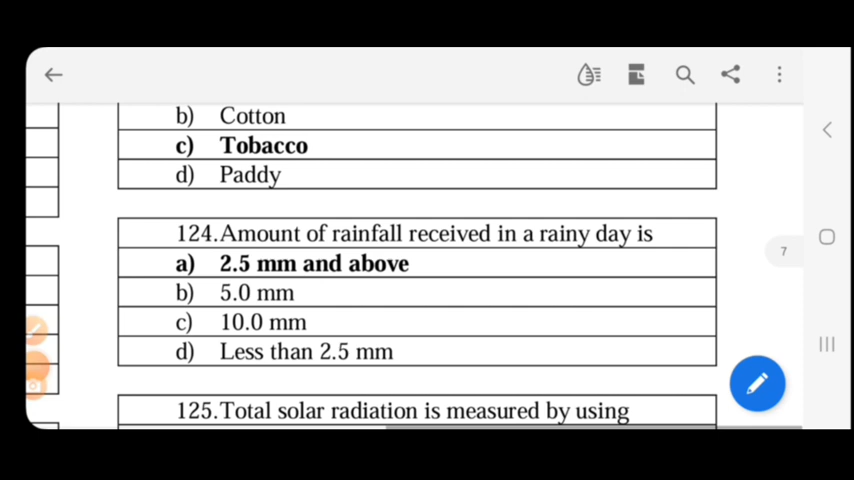 b) Cotton
c) Tobacco
d) Paddy
124.Amount of rainfall received in a rainy day is
a) 2.5 mm and above
b) 5.0 mm
c) 10.0 mm
d) Less than 2.5 mm
7
125.Total solar radiation is measured by using